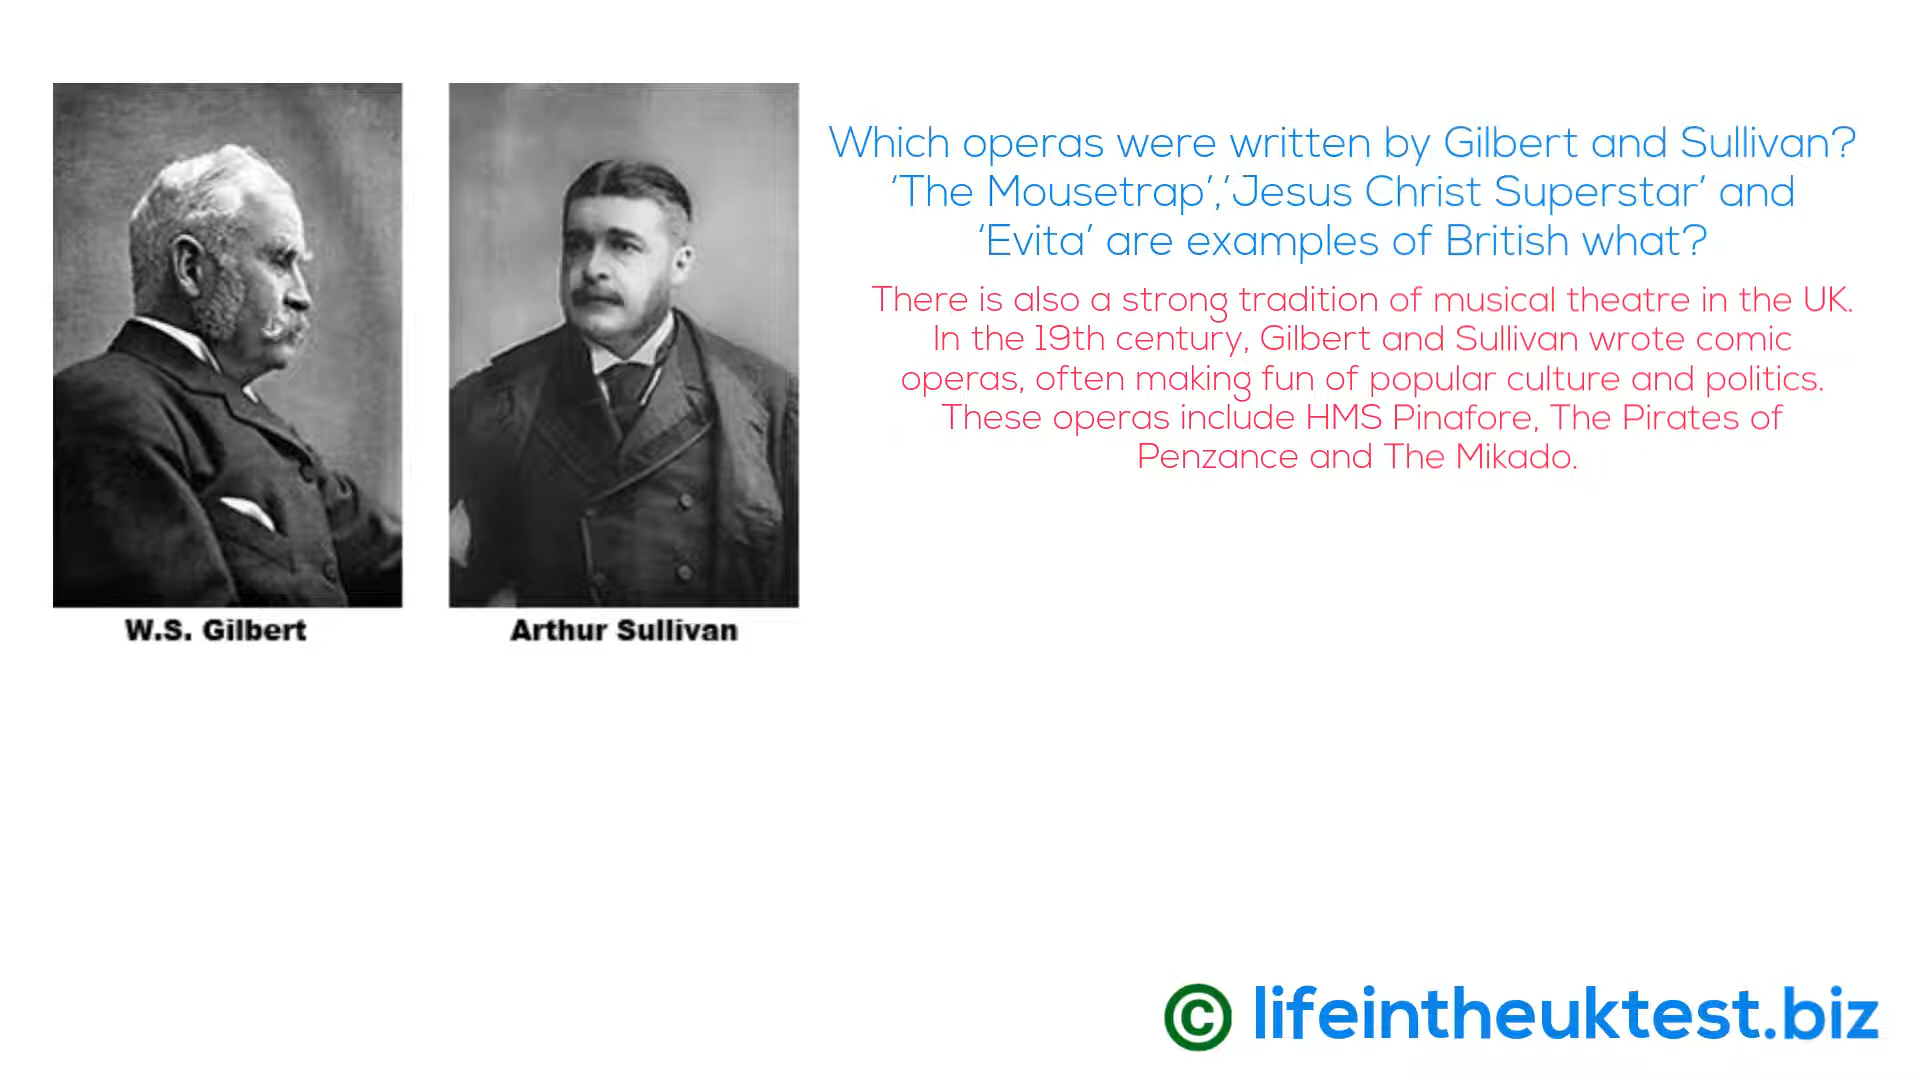 Which operas were written by Gilbert and Sullivan?
‘The Mousetrap’,‘Jesus Christ Superstar’ and
‘Evita’ are examples of British what?
There is also a strong tradition of musical theatre in the UK.
In the 19th century, Gilbert and Sullivan wrote comic
operas, often making fun of popular culture and politics.
These operas include HMS Pinafore, The Pirates of
Penzance and The Mikado.
W.S. Gilbert
Arthur Sullivan
© lifeintheuktest.biz